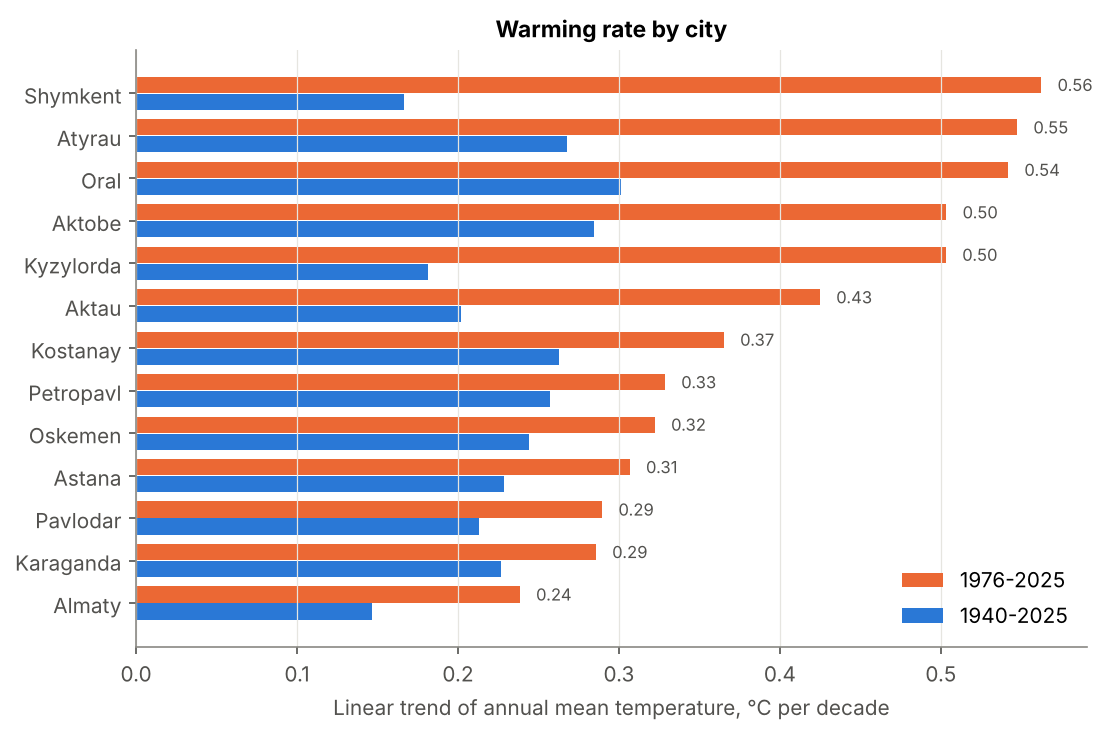 Warming rate by city
Shymkent 0.56
Atyrau 0.55
Oral 0.54
Aktobe 0.50
Kyzylorda 0.50
Aktau 0.43
Kostanay 0.37
Petropavl 0.33
Oskemen 0.32
Astana 0.31
Pavlodar 0.29
Karaganda 0.29
Almaty 0.24
1976-2025
1940-2025
0.0 0.1 0.2 0.3 0.4 0.5
Linear trend of annual mean temperature, °C per decade